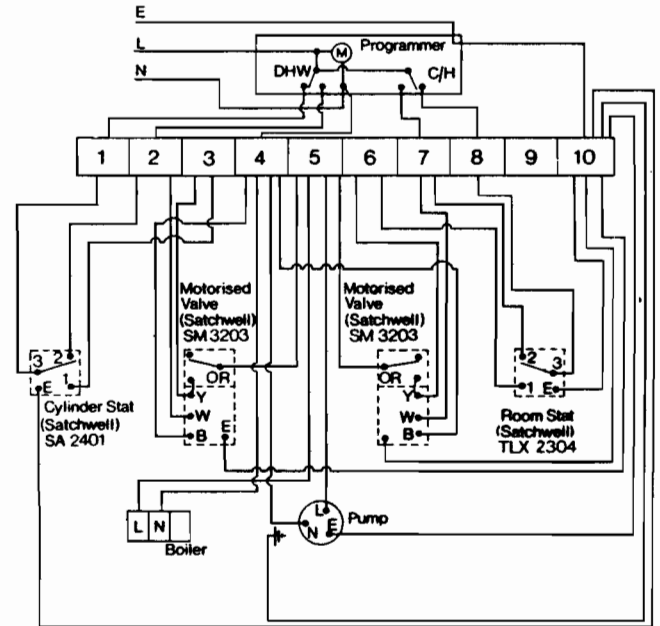 E
L
N
Programmer
M
DHW
C/H
1 2 3 4 5 6 7 8 9 10
Motorised
Valve
(Satchwell)
SM 3203
OR
Y
W
B
E
Motorised
Valve
(Satchwell)
SM 3203
OR
Y
W
B
3 2
E 1
Cylinder Stat
(Satchwell)
SA 2401
2 3
1 E
Room Stat
(Satchwell)
TLX 2304
L N
Boiler
L
N E
Pump